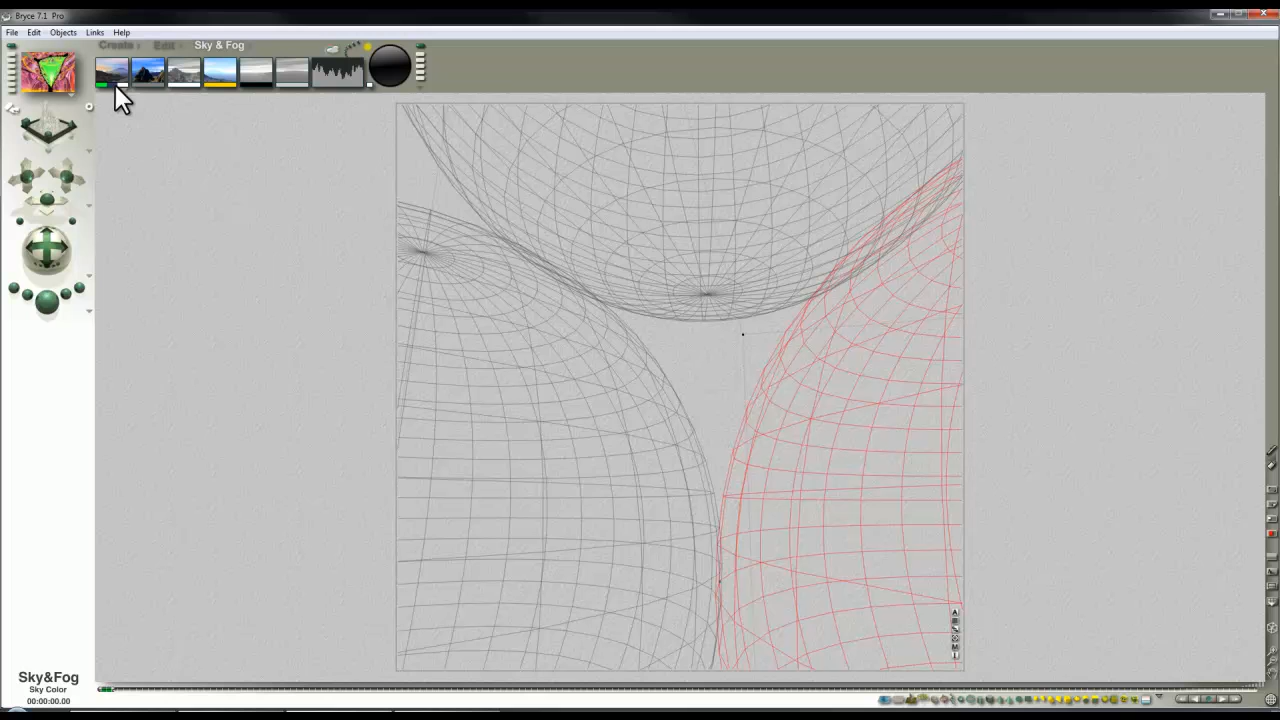 Bryce 7.1 Pro
File Edit Objects Links Help
Create Edit Sky & Fog
A
M
Sky&Fog
Sky Color
00:00:00.00